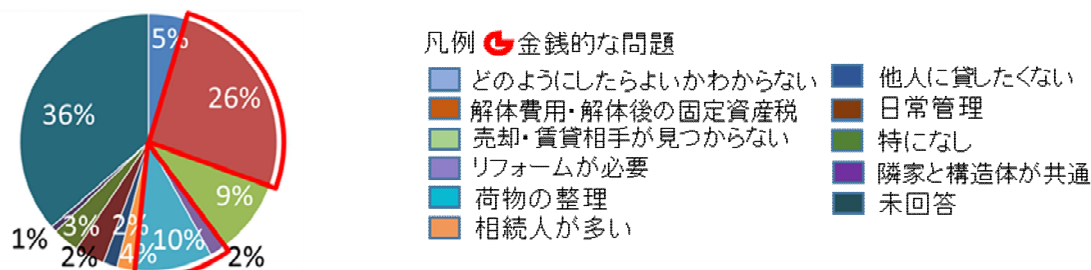 5%
26%
36%
9%
3%
2%
10%
4%
1%
2%
2%
凡例 金銭的な問題
どのようにしたらよいかわからない
解体費用・解体後の固定資産税
売却・賃貸相手が見つからない
リフォームが必要
荷物の整理
相続人が多い
他人に貸したくない
日常管理
特になし
隣家と構造体が共通
未回答